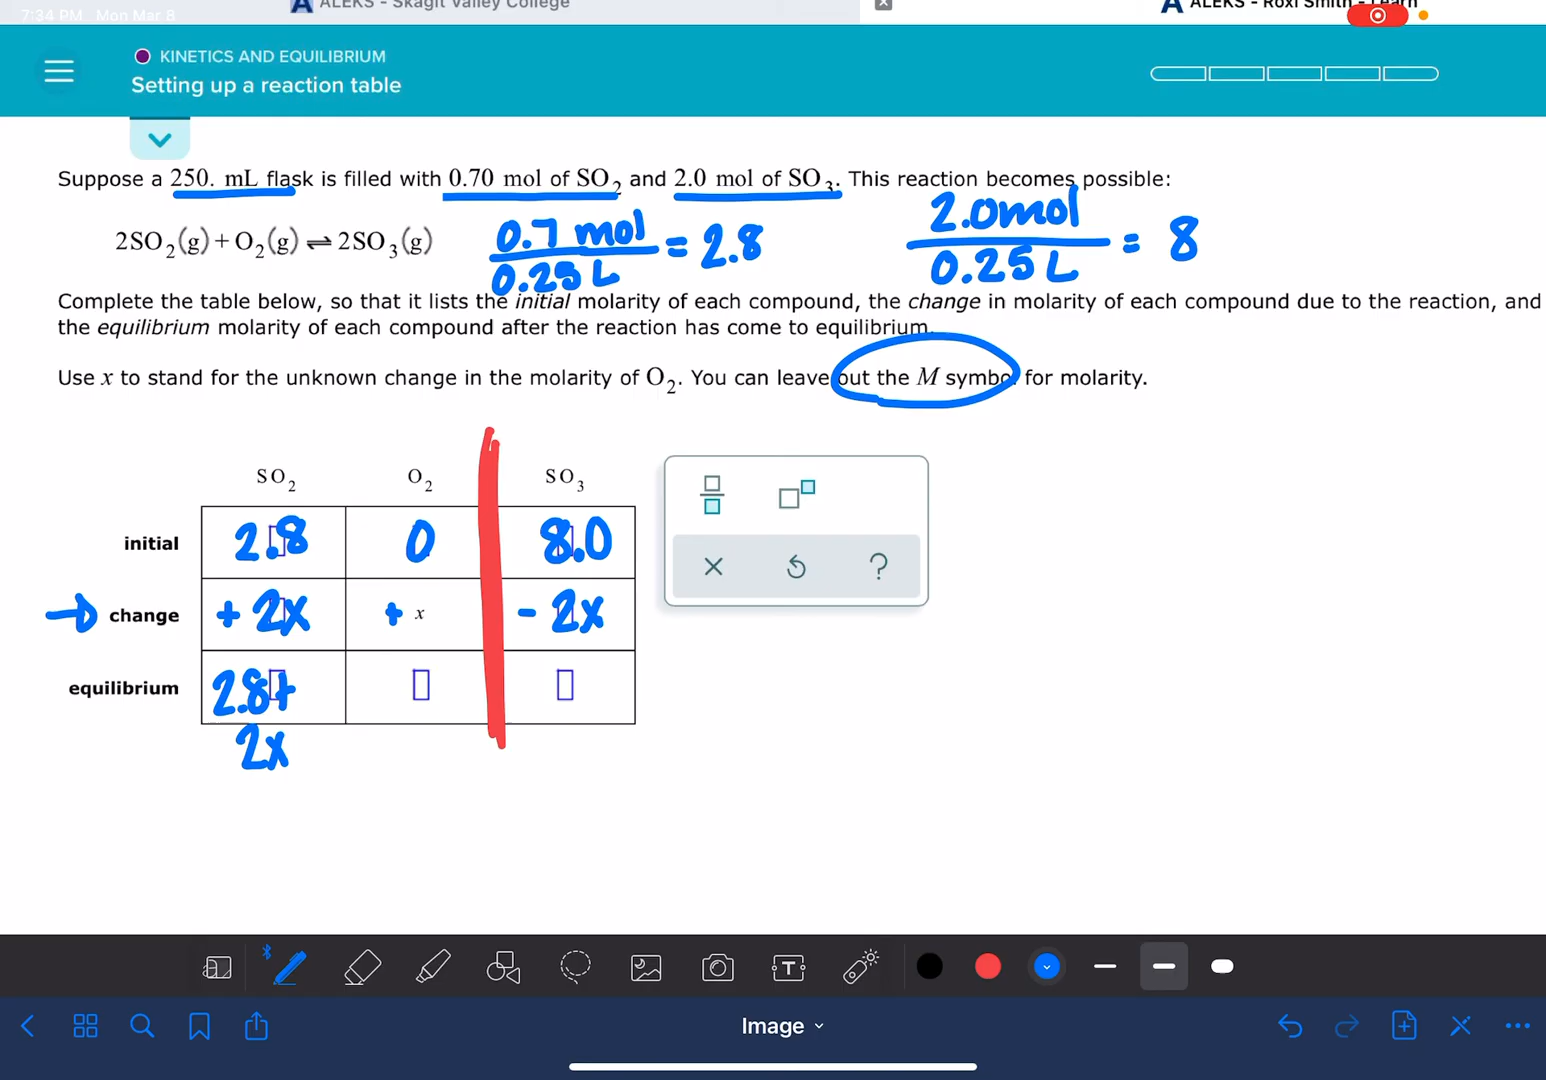 7:34 PM Mon Mar 8
ALEKS - Skagit Valley College
ALEKS - Roxi Smith - Learn
KINETICS AND EQUILIBRIUM
Setting up a reaction table
Suppose a 250. mL flask is filled with 0.70 mol of SO₂ and 2.0 mol of SO₃. This reaction becomes possible:
2SO₂(g) + O₂(g) ⇌ 2SO₃(g)
0.7 mol
0.25 L
= 2.8
2.0 mol
0.25 L
= 8
Complete the table below, so that it lists the initial molarity of each compound, the change in molarity of each compound due to the reaction, and
the equilibrium molarity of each compound after the reaction has come to equilibrium.
Use x to stand for the unknown change in the molarity of O₂. You can leave out the M symbol for molarity.
SO₂ O₂ SO₃
initial 2.8 0 8.0
→ change + 2x + x - 2x
equilibrium 2.8+
2x
× ?
T
Image